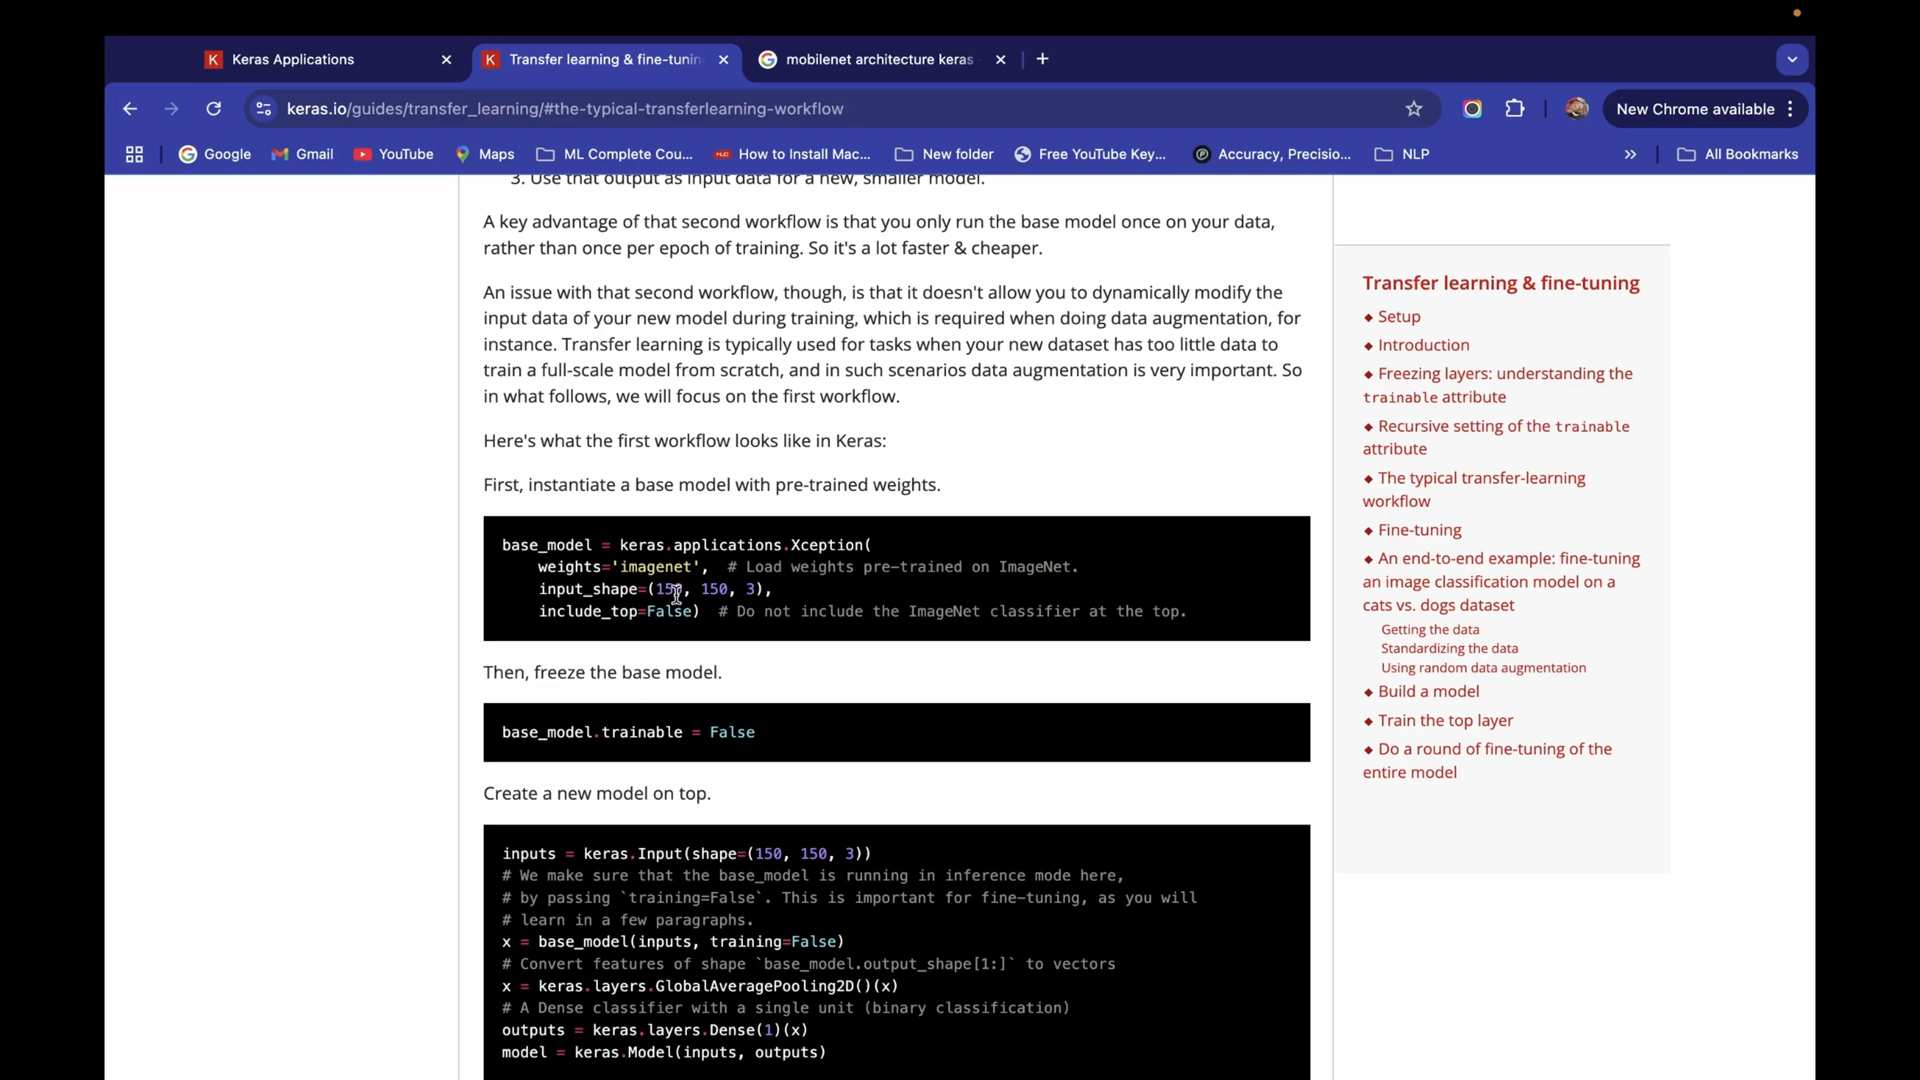 Keras Applications
Transfer learning & fine-tunin
mobilenet architecture keras
keras.io/guides/transfer_learning/#the-typical-transferlearning-workflow
New Chrome available
Google
Gmail
YouTube
Maps
ML Complete Cou...
How to Install Mac...
New folder
Free YouTube Key...
Accuracy, Precisio...
NLP
All Bookmarks
3. Use that output as input data for a new, smaller model.
A key advantage of that second workflow is that you only run the base model once on your data,
rather than once per epoch of training. So it's a lot faster & cheaper.
An issue with that second workflow, though, is that it doesn't allow you to dynamically modify the
input data of your new model during training, which is required when doing data augmentation, for
instance. Transfer learning is typically used for tasks when your new dataset has too little data to
train a full-scale model from scratch, and in such scenarios data augmentation is very important. So
in what follows, we will focus on the first workflow.
Here's what the first workflow looks like in Keras:
First, instantiate a base model with pre-trained weights.
base_model = keras.applications.Xception(
    weights='imagenet',  # Load weights pre-trained on ImageNet.
    input_shape=(150, 150, 3),
    include_top=False)  # Do not include the ImageNet classifier at the top.
Then, freeze the base model.
base_model.trainable = False
Create a new model on top.
inputs = keras.Input(shape=(150, 150, 3))
# We make sure that the base_model is running in inference mode here,
# by passing `training=False`. This is important for fine-tuning, as you will
# learn in a few paragraphs.
x = base_model(inputs, training=False)
# Convert features of shape `base_model.output_shape[1:]` to vectors
x = keras.layers.GlobalAveragePooling2D()(x)
# A Dense classifier with a single unit (binary classification)
outputs = keras.layers.Dense(1)(x)
model = keras.Model(inputs, outputs)
Transfer learning & fine-tuning
◆ Setup
◆ Introduction
◆ Freezing layers: understanding the
trainable attribute
◆ Recursive setting of the trainable
attribute
◆ The typical transfer-learning
workflow
◆ Fine-tuning
◆ An end-to-end example: fine-tuning
an image classification model on a
cats vs. dogs dataset
Getting the data
Standardizing the data
Using random data augmentation
◆ Build a model
◆ Train the top layer
◆ Do a round of fine-tuning of the
entire model